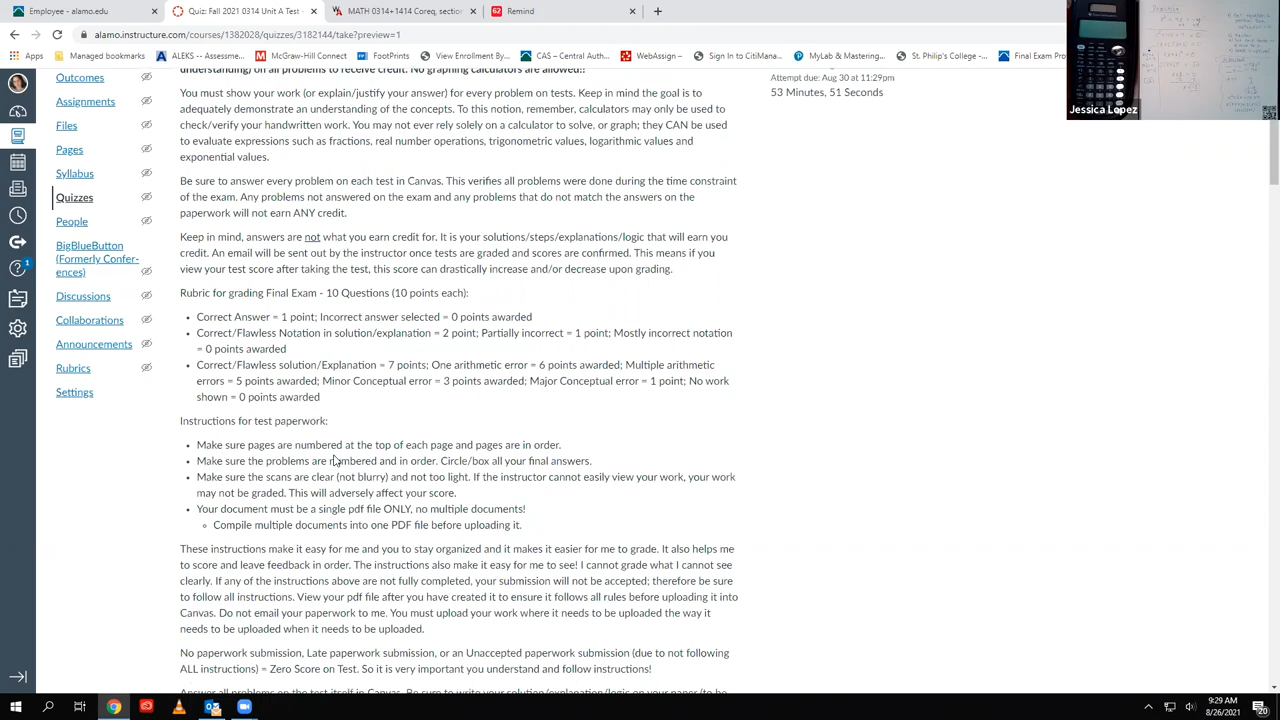 Employee - alamo.edu
Quiz: Fall 2021 0314 Unit A Test -
MATH 0314+1414 Coreq, section
62 Remind
alamo.instructure.com/courses/1382028/quizzes/3182144/take?preview=1
Apps
Managed bookmarks
ALEKS -
McGraw-Hill Connect
Request Forms
View Grow Events
Building an Commu...
WebAssign -
Sign In to CitiMana...
MyLab: Mastering...
St. Philip's College -...
Final Exam Pro
Jessica Lopez
Outcomes
Assignments
Files
Pages
Syllabus
Quizzes
People
BigBlueButton
(Formerly Confer-
ences)
Discussions
Collaborations
Announcements
Rubrics
Settings
1
Attempt due: Aug 30 at 11:29pm
53 Minutes, 51 Seconds
You must show your work (or explain/justify your answer) for every problem on tests. Keep in mind the goal is to
adequately demonstrate an understanding of all concepts. To this notion, remember, calculators may only be used to
check/verify your handwritten work. You may not ever rely solely on a calculator to solve, or graph; they CAN be used
to evaluate expressions such as fractions, real number operations, trigonometric values, logarithmic values and
exponential values.
Be sure to answer every problem on each test in Canvas. This verifies all problems were done during the time constraint
of the exam. Any problems not answered on the exam and any problems that do not match the answers on the
paperwork will not earn ANY credit.
Keep in mind, answers are not what you earn credit for. It is your solutions/steps/explanations/logic that will earn you
credit. An email will be sent out by the instructor once tests are graded and scores are confirmed. This means if you
view your test score after taking the test, this score can drastically increase and/or decrease upon grading.
Rubric for grading Final Exam - 10 Questions (10 points each):
• Correct Answer = 1 point; Incorrect answer selected = 0 points awarded
• Correct/Flawless Notation in solution/explanation = 2 point; Partially incorrect = 1 point; Mostly incorrect notation
= 0 points awarded
• Correct/Flawless solution/Explanation = 7 points; One arithmetic error = 6 points awarded; Multiple arithmetic
errors = 5 points awarded; Minor Conceptual error = 3 points awarded; Major Conceptual error = 1 point; No work
shown = 0 points awarded
Instructions for test paperwork:
• Make sure pages are numbered at the top of each page and pages are in order.
• Make sure the problems are numbered and in order. Circle/box all your final answers.
• Make sure the scans are clear (not blurry) and not too light. If the instructor cannot easily view your work, your work
may not be graded. This will adversely affect your score.
• Your document must be a single pdf file ONLY, no multiple documents!
Compile multiple documents into one PDF file before uploading it.
These instructions make it easy for me and you to stay organized and it makes it easier for me to grade. It also helps me
to score and leave feedback in order. The instructions also make it easy for me to see! I cannot grade what I cannot see
clearly. If any of the instructions above are not fully completed, your submission will not be accepted; therefore be sure
to follow all instructions. View your pdf file after you have created it to ensure it follows all rules before uploading it into
Canvas. Do not email your paperwork to me. You must upload your work where it needs to be uploaded the way it
needs to be uploaded when it needs to be uploaded.
No paperwork submission, Late paperwork submission, or an Unaccepted paperwork submission (due to not following
ALL instructions) = Zero Score on Test. So it is very important you understand and follow instructions!
9:29 AM
8/26/2021
20